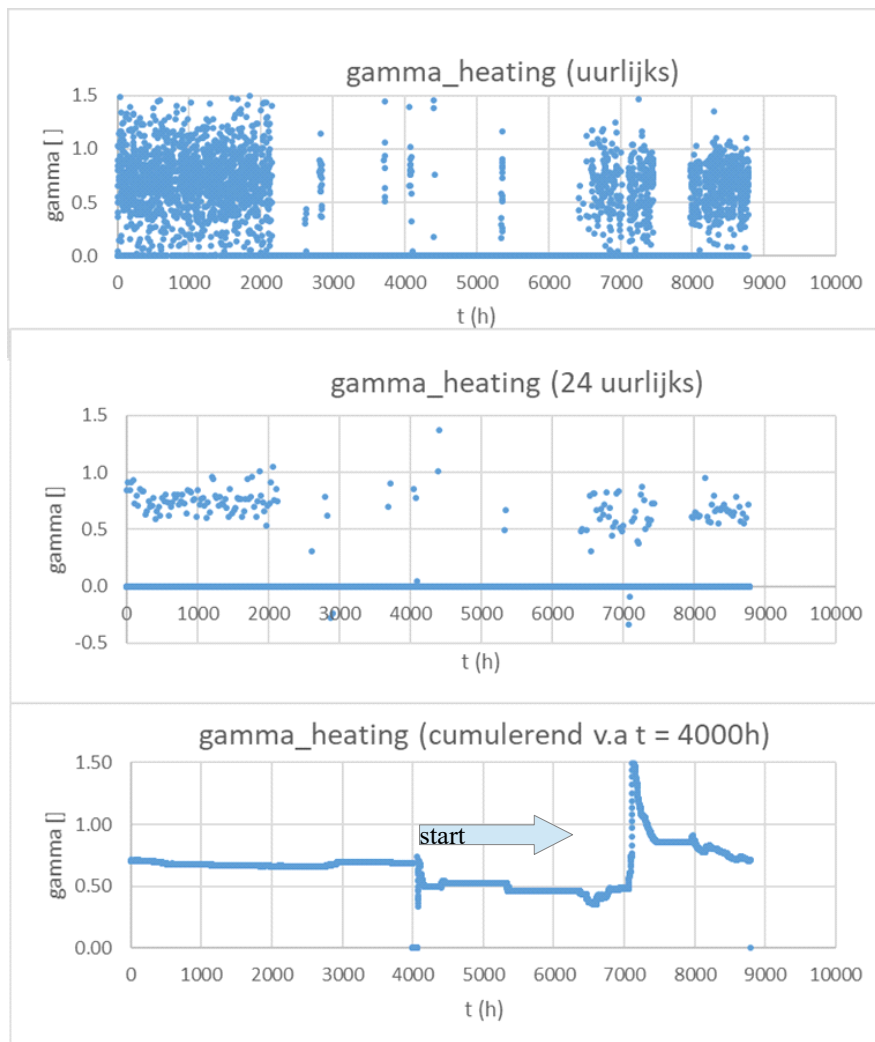 gamma_heating (uurlijks)
gamma [ ]
1.5
1.0
0.5
0.0
0 1000 2000 3000 4000 5000 6000 7000 8000 9000 10000
t (h)
gamma_heating (24 uurlijks)
gamma []
1.5
1.0
0.5
0.0
-0.5
0 1000 2000 3000 4000 5000 6000 7000 8000 9000 10000
t (h)
gamma_heating (cumulerend v.a t = 4000h)
gamma []
1.50
1.00
0.50
0.00
start
0 1000 2000 3000 4000 5000 6000 7000 8000 9000 10000
t (h)